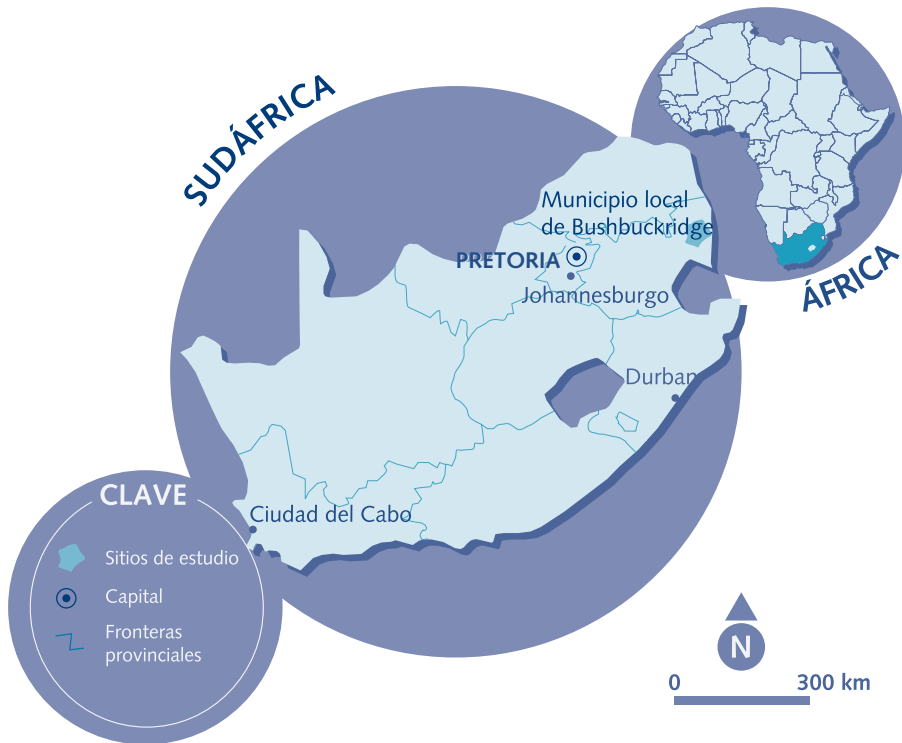 SUDÁFRICA
ÁFRICA
Municipio local
de Bushbuckridge
PRETORIA
Johannesburgo
Durban
Ciudad del Cabo
CLAVE
Sitios de estudio
Capital
Fronteras
provinciales
N
0 300 km